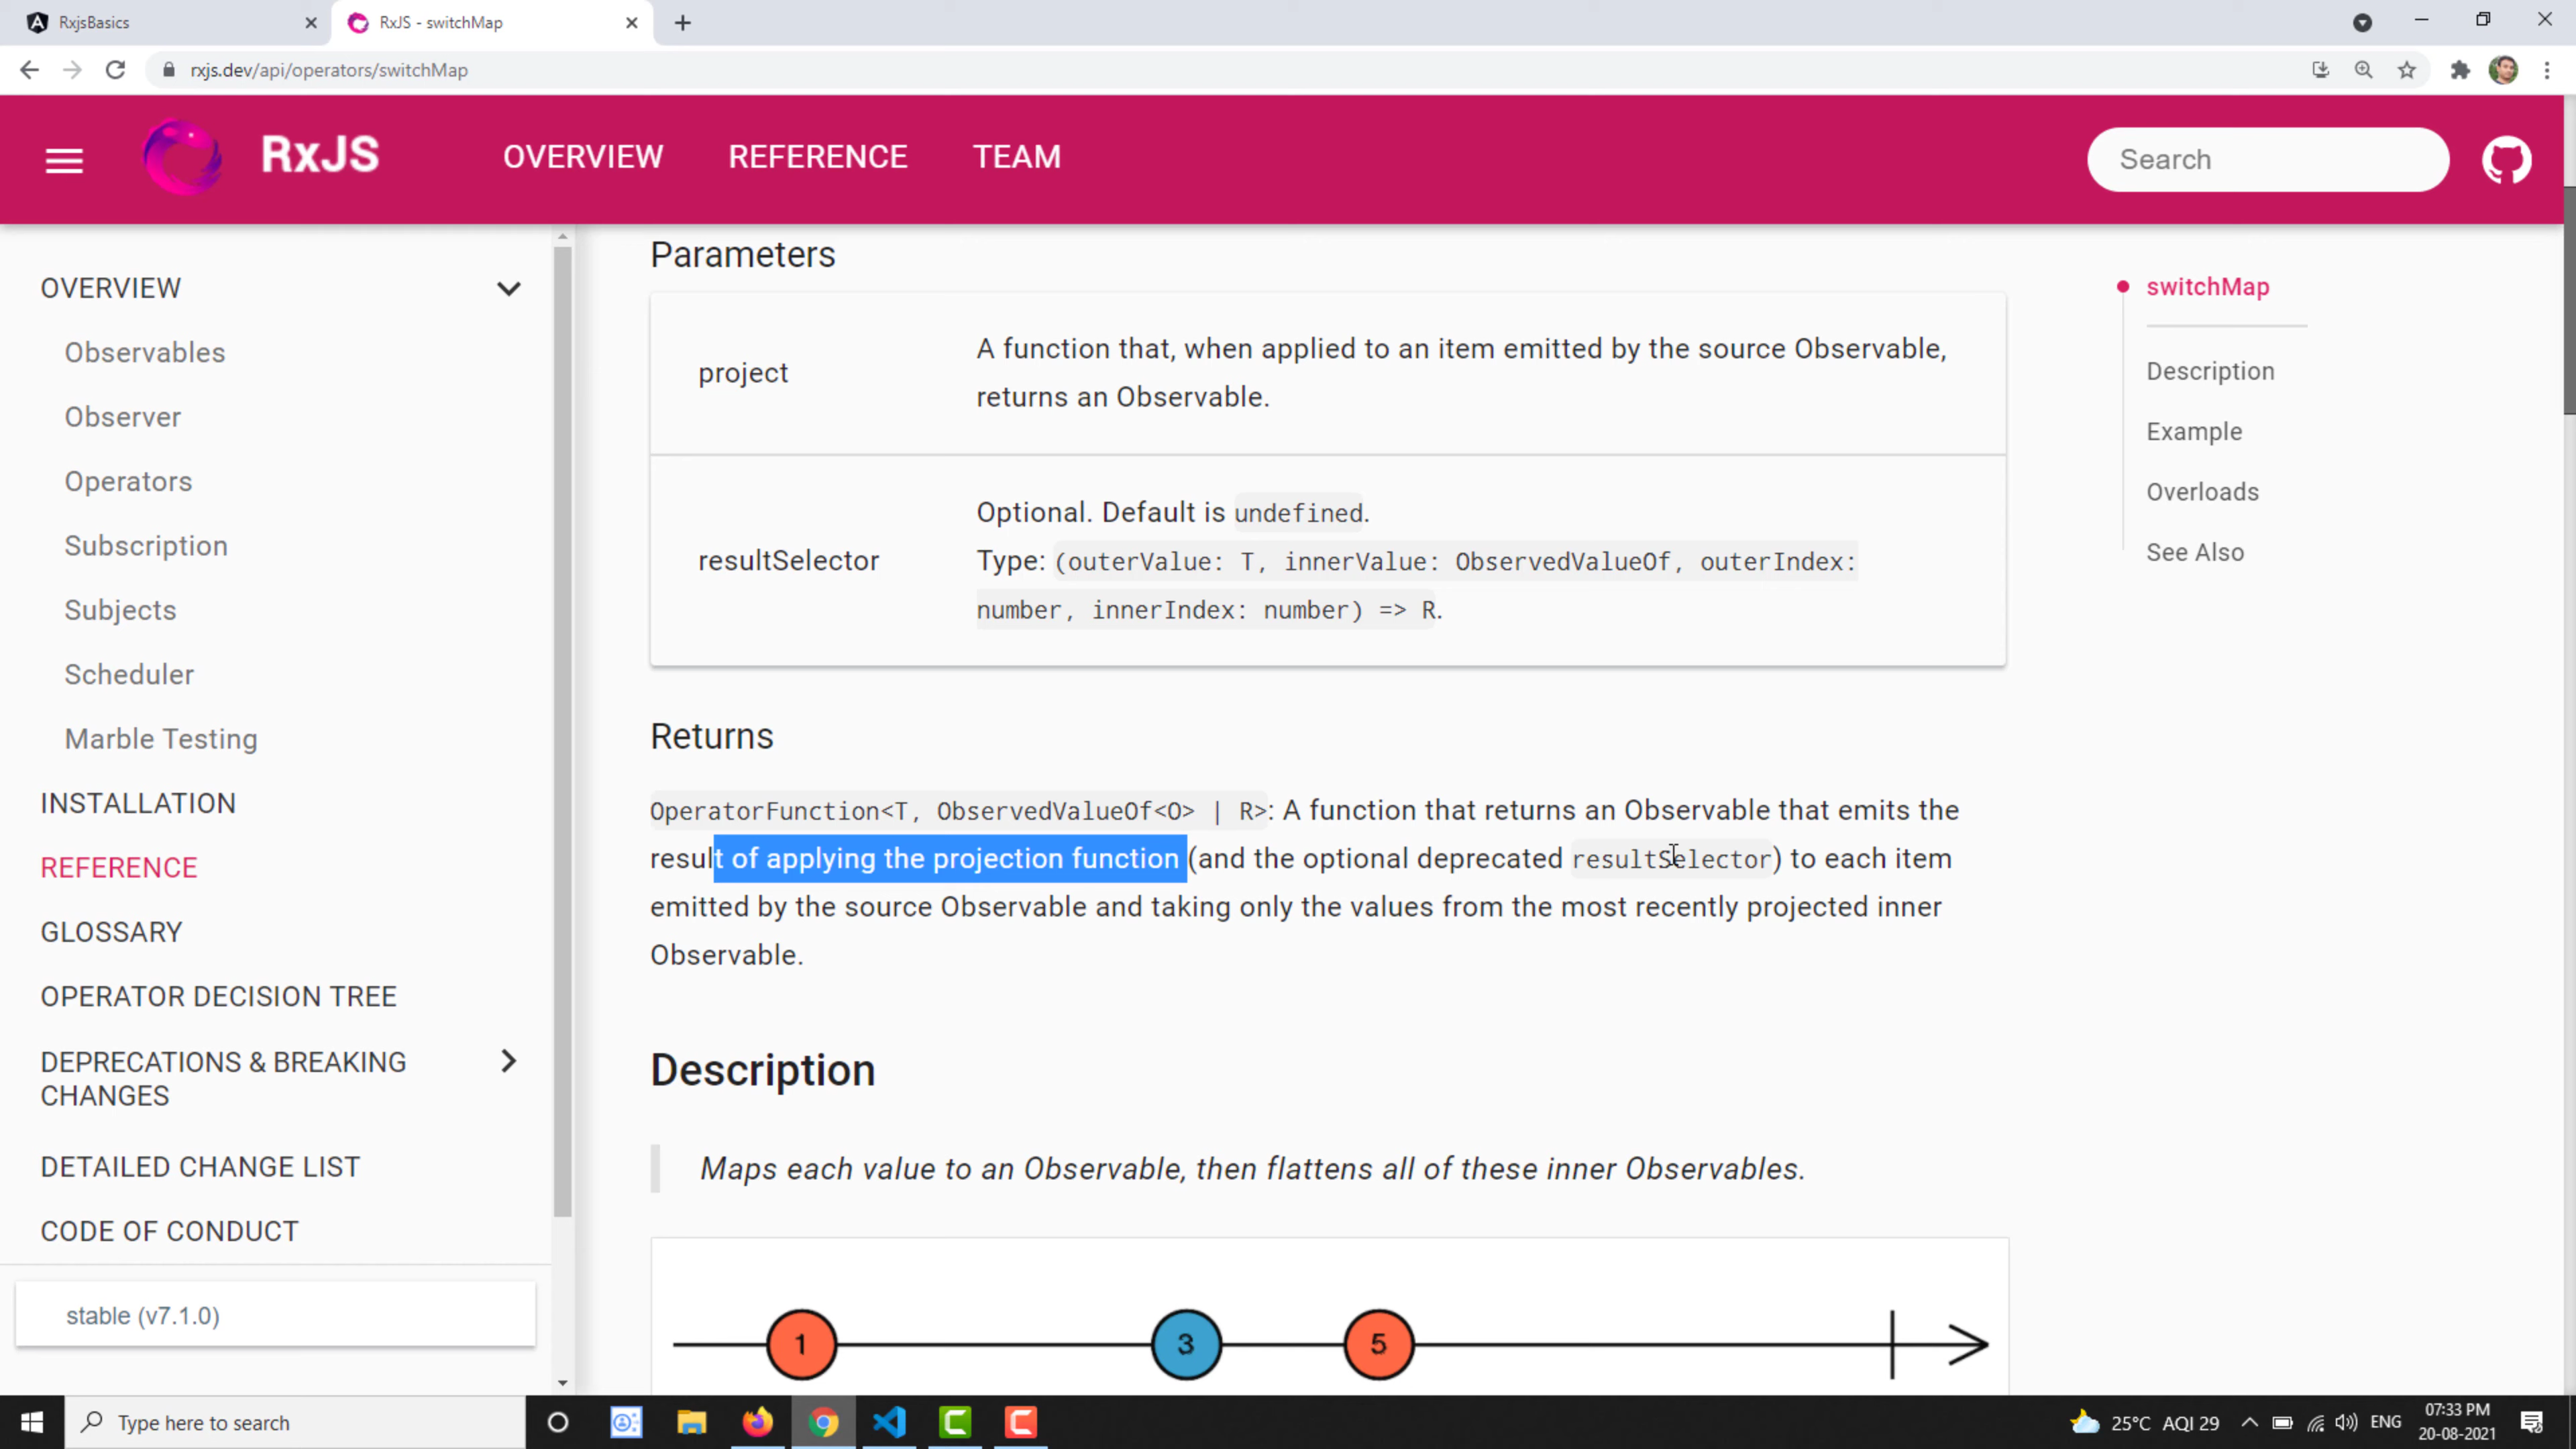 RxjsBasics
RxJS - switchMap
rxjs.dev/api/operators/switchMap
RxJS
OVERVIEW
REFERENCE
TEAM
Search
OVERVIEW
Observables
Observer
Operators
Subscription
Subjects
Scheduler
Marble Testing
INSTALLATION
REFERENCE
GLOSSARY
OPERATOR DECISION TREE
DEPRECATIONS & BREAKING
CHANGES
DETAILED CHANGE LIST
CODE OF CONDUCT
stable (v7.1.0)
Parameters
project
A function that, when applied to an item emitted by the source Observable,
returns an Observable.
resultSelector
Optional. Default is undefined.
Type: (outerValue: T, innerValue: ObservedValueOf, outerIndex:
number, innerIndex: number) => R.
Returns
OperatorFunction<T, ObservedValueOf<O> | R>: A function that returns an Observable that emits the
result of applying the projection function (and the optional deprecated resultSelector) to each item
emitted by the source Observable and taking only the values from the most recently projected inner
Observable.
Description
Maps each value to an Observable, then flattens all of these inner Observables.
1 3 5
switchMap
Description
Example
Overloads
See Also
Type here to search
25°C AQI 29
ENG
07:33 PM
20-08-2021